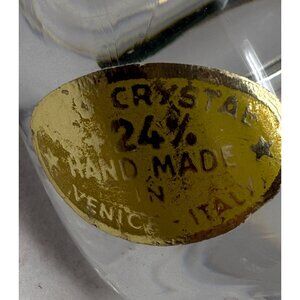 CRYSTAL
24%
★ HAND MADE ★
IN
VENICE - ITALY